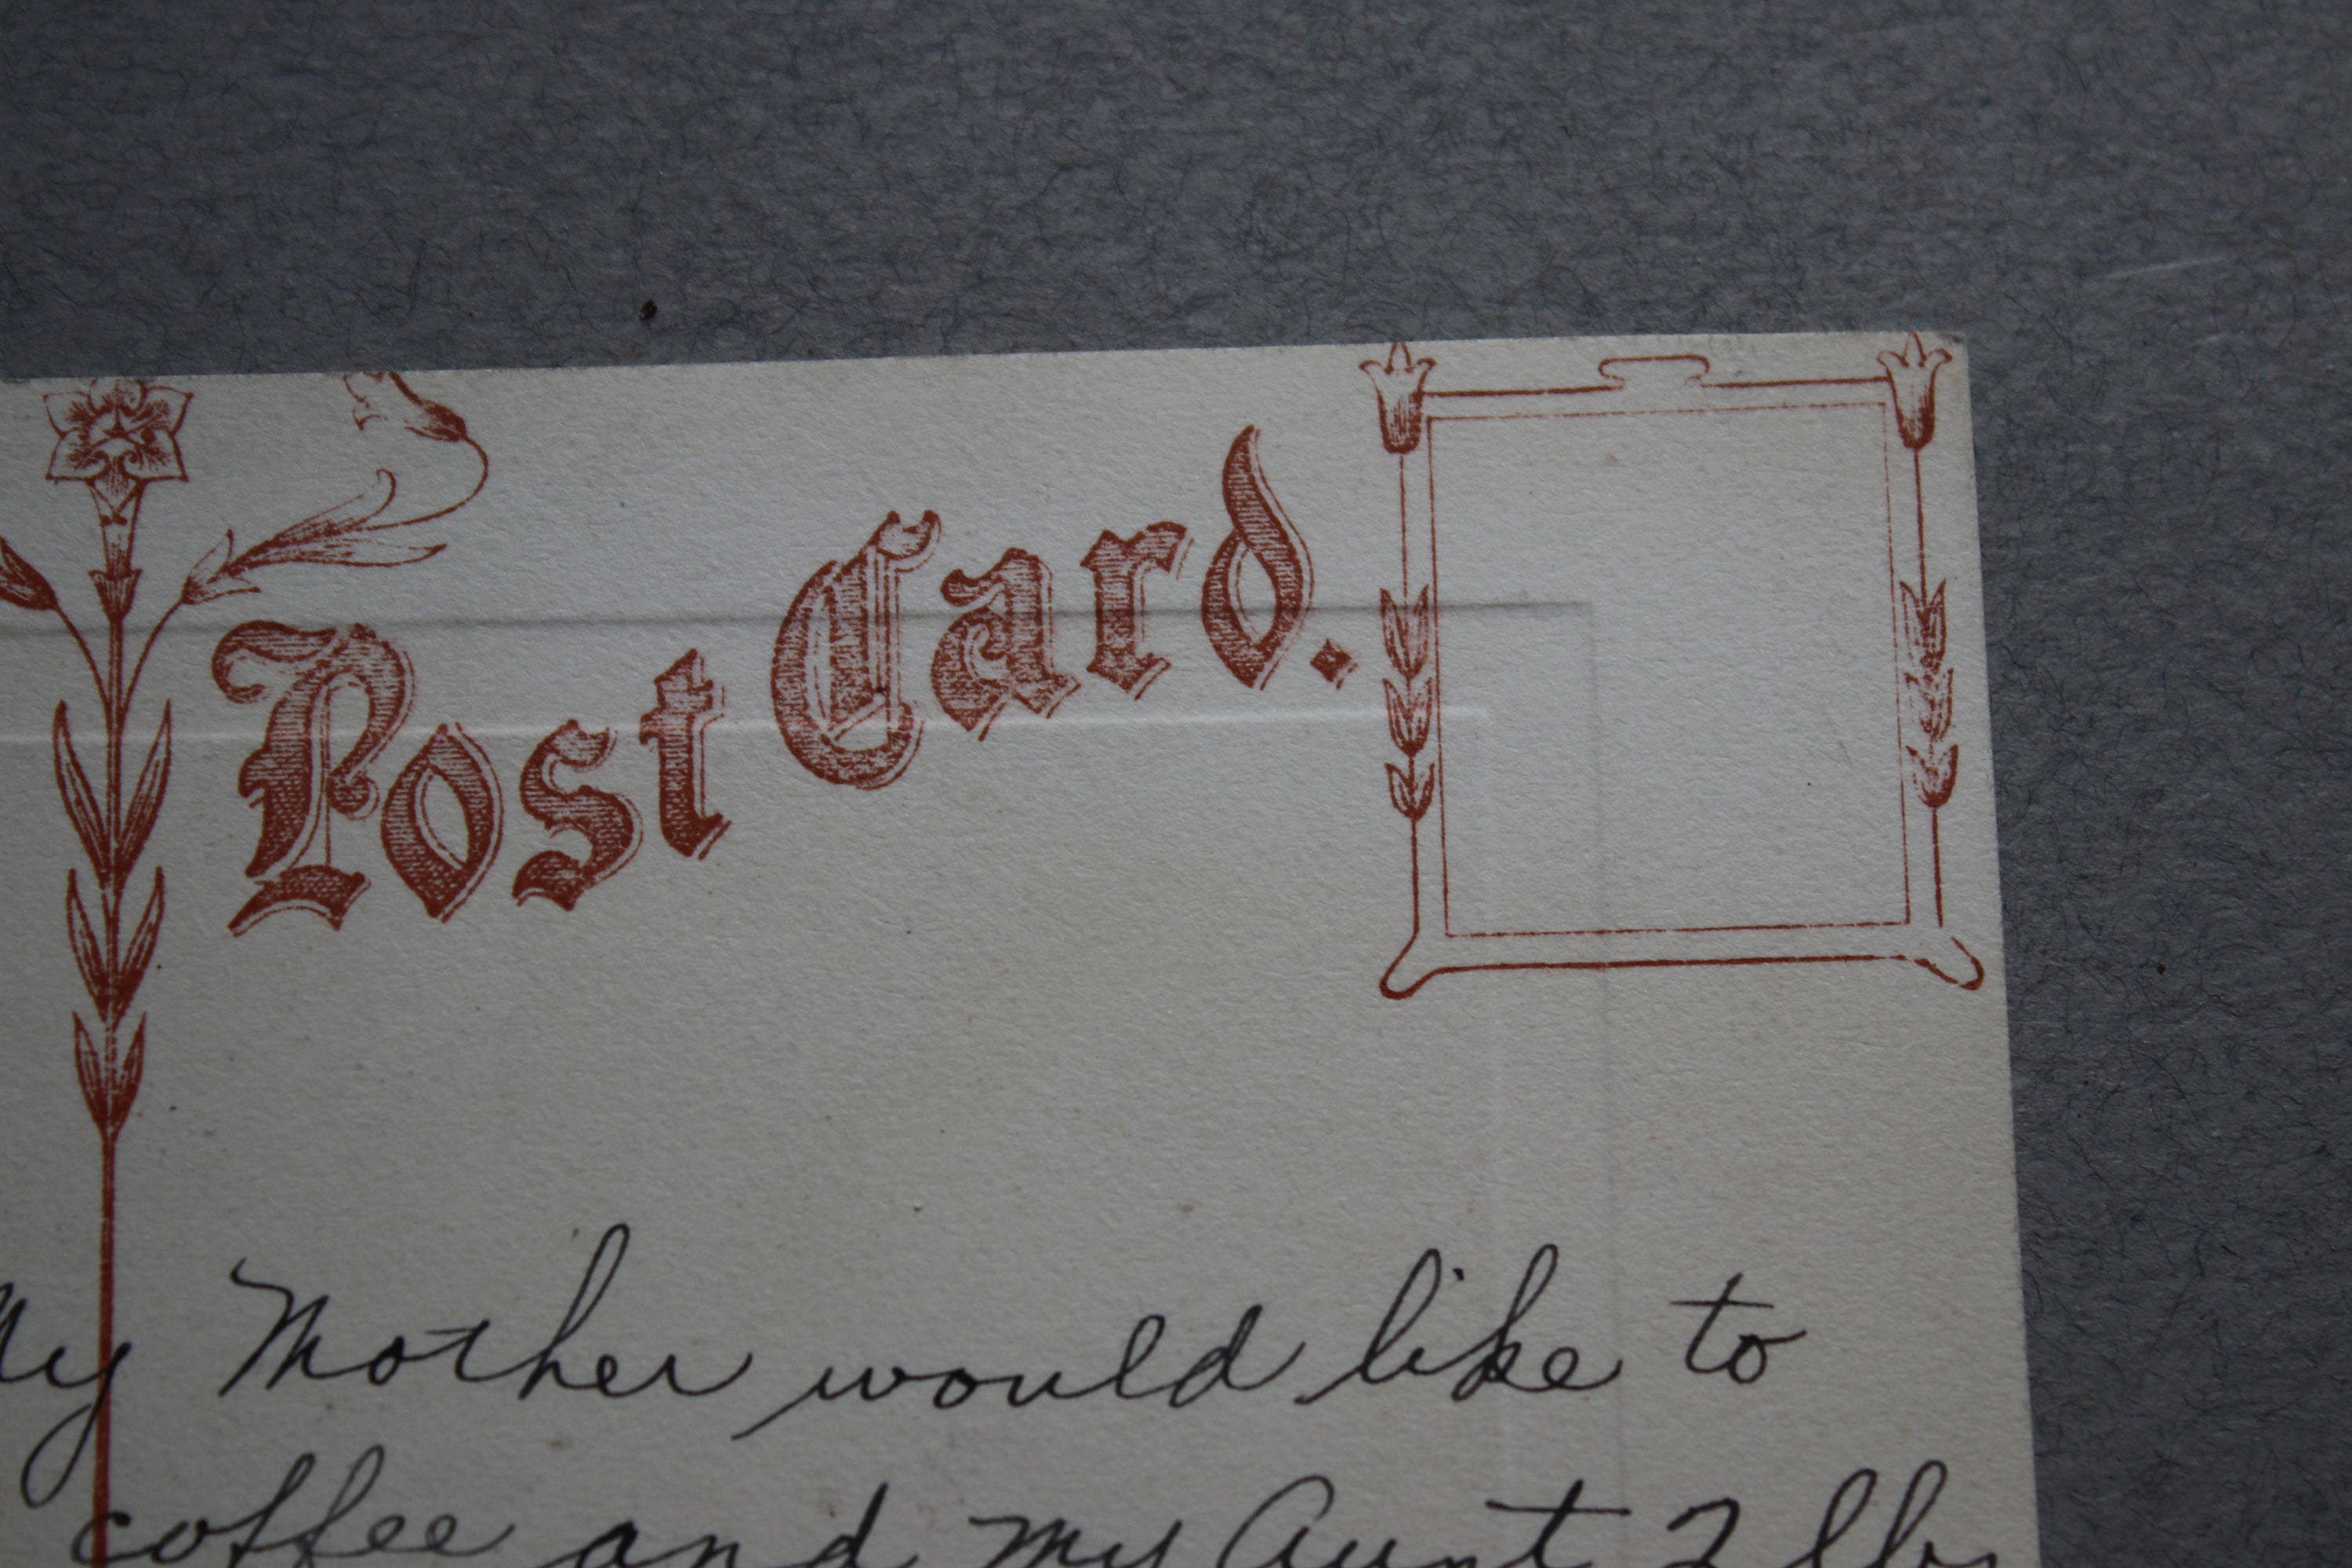 Post Card.
My Mother would like to
coffee and my Aunt 2 lbs